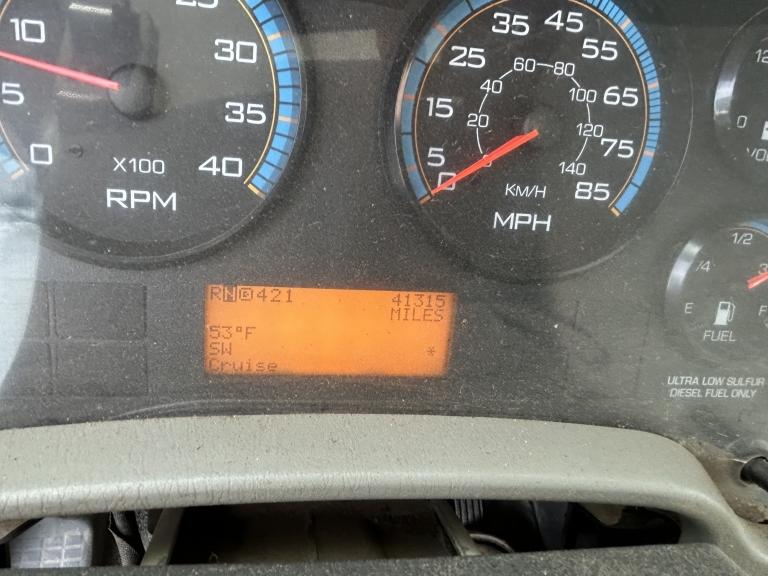 5
10
30
35
40
0
X100
RPM
0
5
15
25
35
45
55
65
75
85
20
40
60
80
100
120
140
KM/H
MPH
0
12
1/2
E
F
FUEL
ULTRA LOW SULFUR
DIESEL FUEL ONLY
41315
MILES
53°F
SW *
Cruise